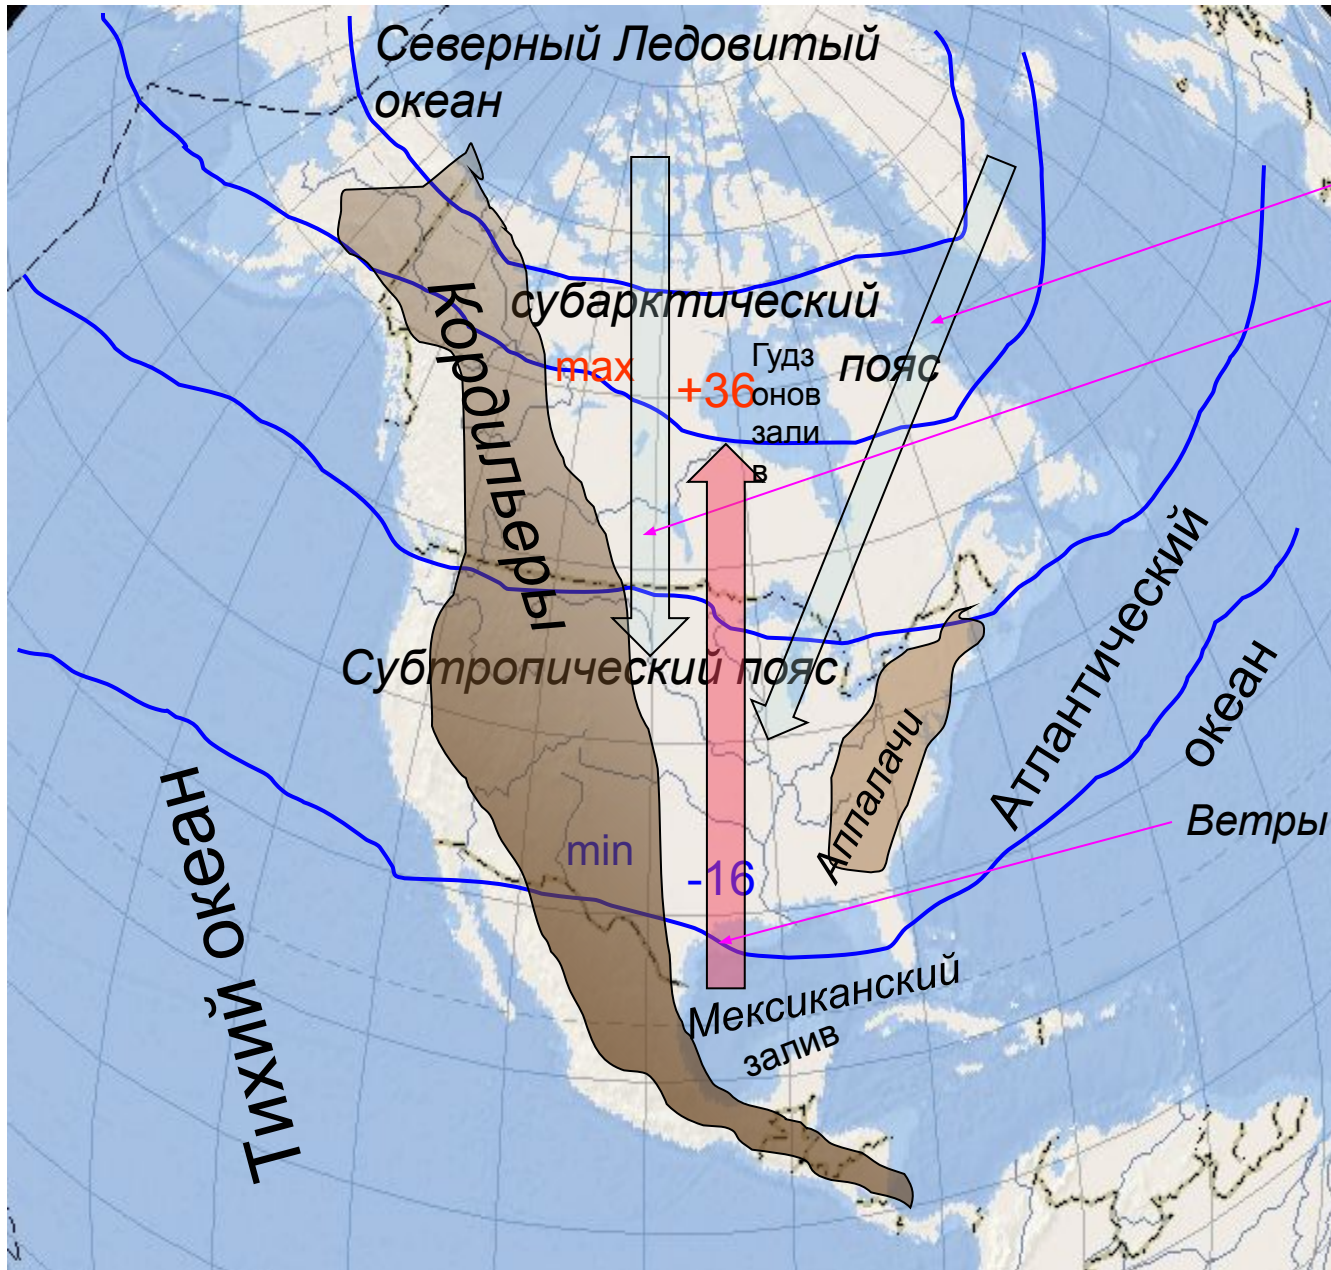 Северный Ледовитый
океан
субарктический
пояс
Кордильеры
max
+36
Гудз
онов
зали
в
Субтропический пояс
Атлантический
океан
Аппалачи
min
-16
Ветры
Тихий океан
Мексиканский
залив